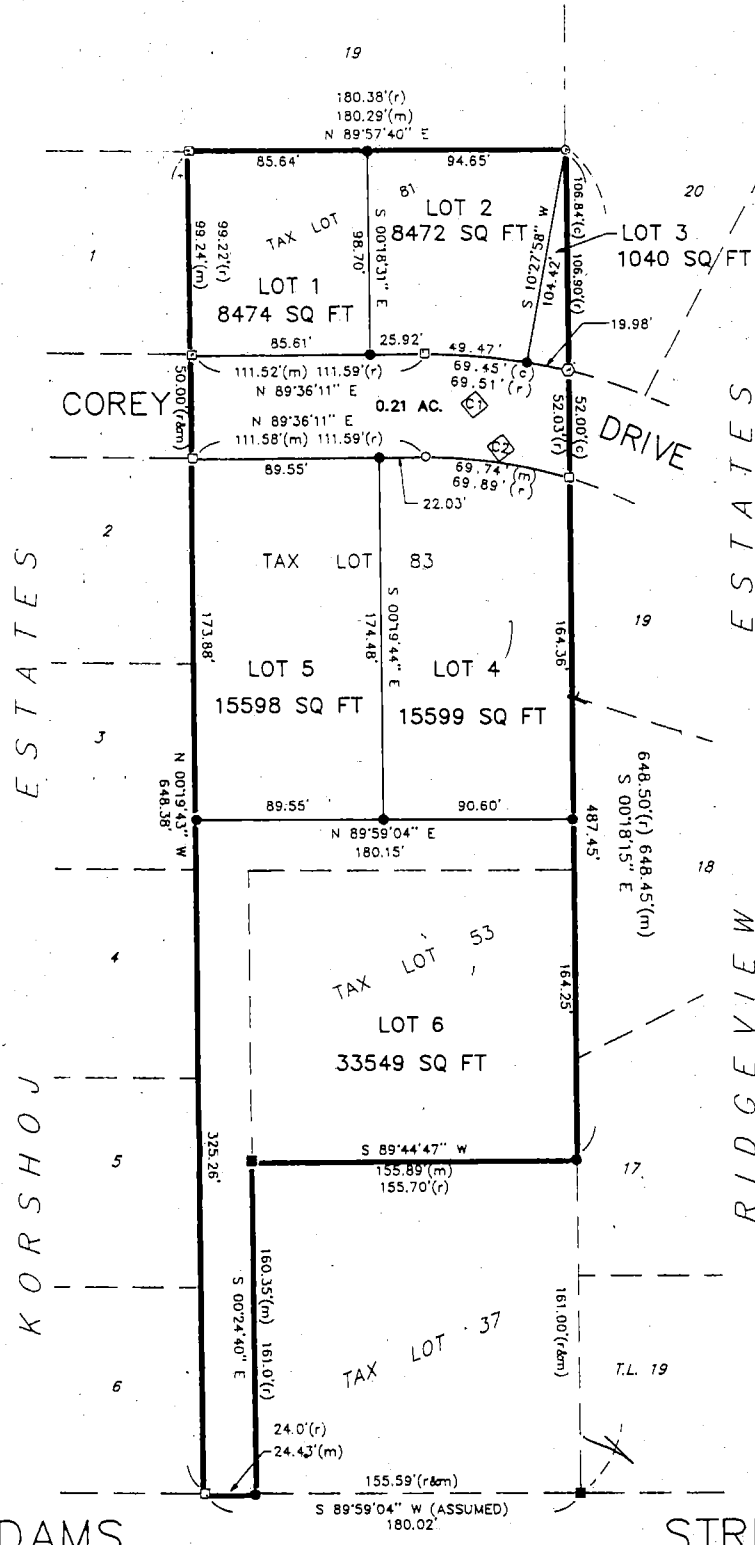 19
180.38'(r)
180.29'(m)
N 89°57'40" E
85.64'
94.65'
106.84'(c)
106.90'(r)
20
1
99.22'(r)
99.24'(m)
TAX LOT 81
S 00°18'31" E
98.70'
LOT 2
8472 SQ FT
S 10°27'58" W
104.42'
LOT 3
1040 SQ FT
LOT 1
8474 SQ FT
19.98'
85.61'
25.92'
49.47'
111.52'(m) 111.59'(r)
69.45'(c)
69.51'(r)
N 89°36'11" E
COREY
50.00'(r&m)
0.21 AC.
C1
DRIVE
52.00'(c)
52.03'(r)
N 89°36'11" E
111.58'(m) 111.59'(r)
C2
89.55'
69.74'
69.89'(r)
22.03'
2
TAX LOT 83
ESTATES
ESTATES
173.88'
S 00°19'44" E
174.48'
19
164.36'
LOT 5
15598 SQ FT
LOT 4
15599 SQ FT
3
N 00°19'43" W
648.38'
648.50'(r) 648.45'(m)
S 00°18'15" E
487.45'
89.55'
90.60'
N 89°59'04" E
180.15'
18
4
TAX LOT 53
164.25'
LOT 6
33549 SQ FT
RIDGEVIEW
KORSHOJ
5
325.26'
S 89°44'47" W
155.89'(m)
155.70'(r)
17
160.35'(m) 161.0'(r)
S 00°24'40" E
161.00'(r&m)
TAX LOT 37
T.L. 19
6
24.0'(r)
24.43'(m)
155.59'(r&m)
S 89°59'04" W (ASSUMED)
180.02'
DAMS
STR